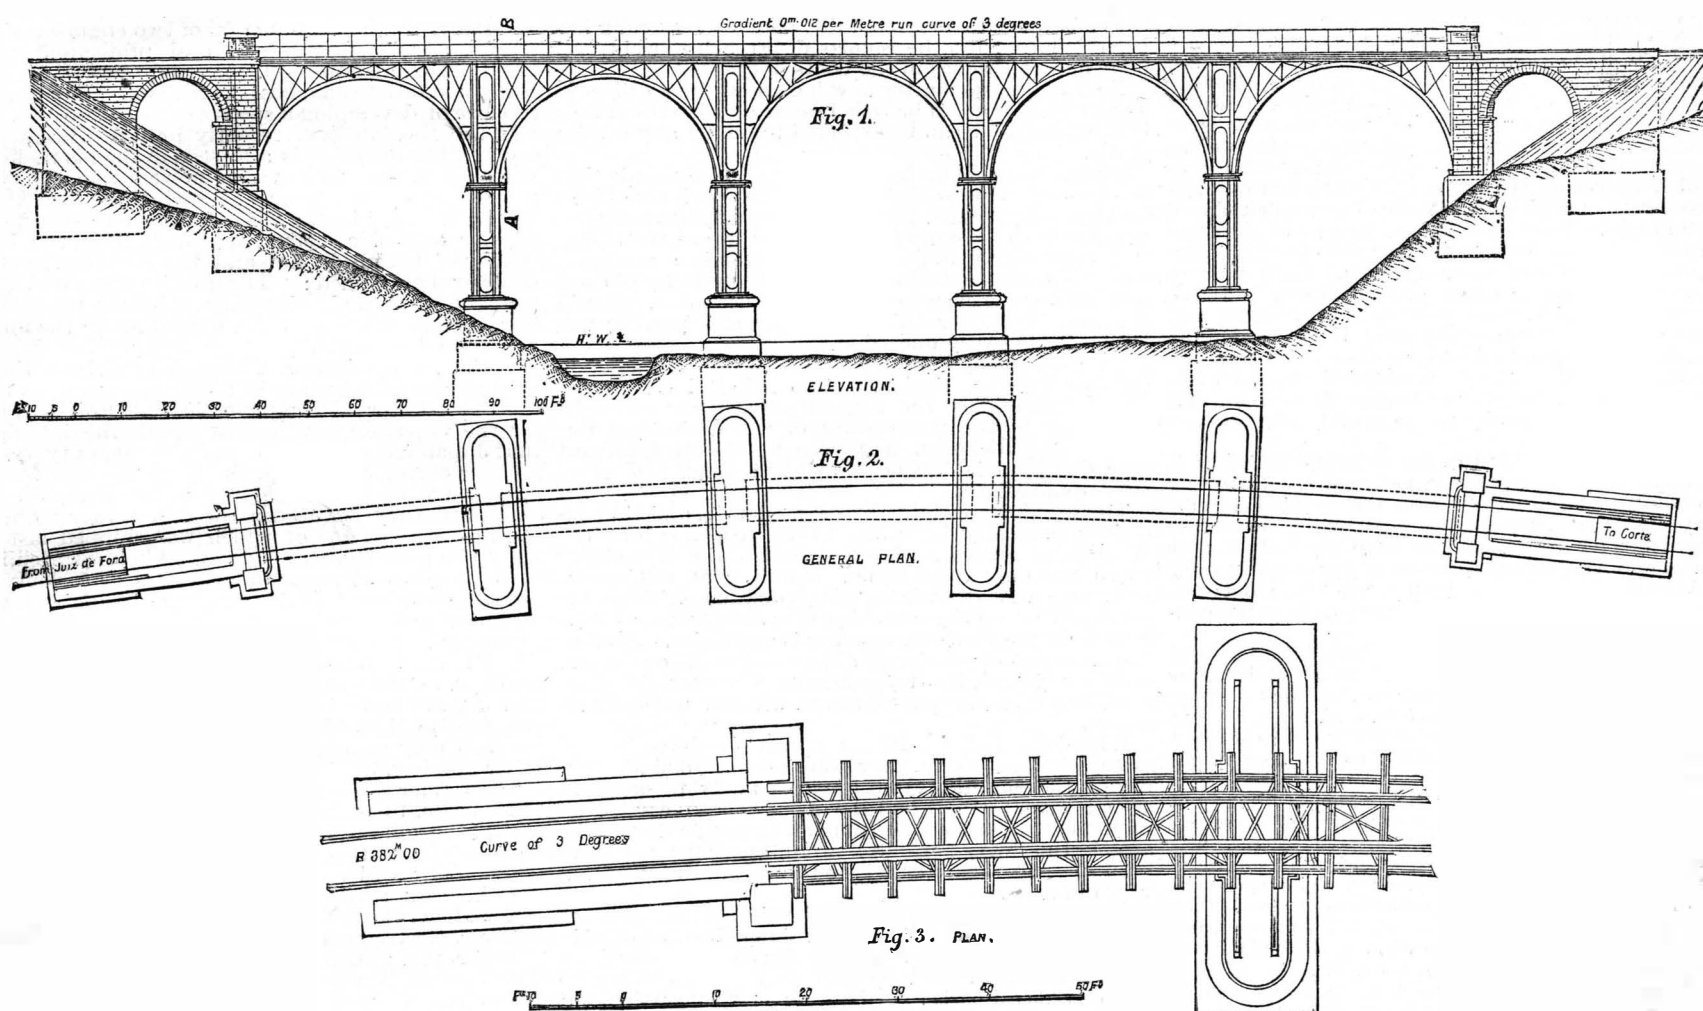 B
Gradient 0ᵐ·012 per Metre run curve of 3 degrees
Fig. 1.
A
H. W. L.
ELEVATION.
10 5 0 10 20 30 40 50 60 70 80 90 100 Fᵗ
Fig. 2.
From Juiz de Fora
To Corte
GENERAL PLAN.
R 382ᴹ00 Curve of 3 Degrees
Fig. 3. PLAN.
Fᵗ 10 5 0 10 20 30 40 50 Fᵗ